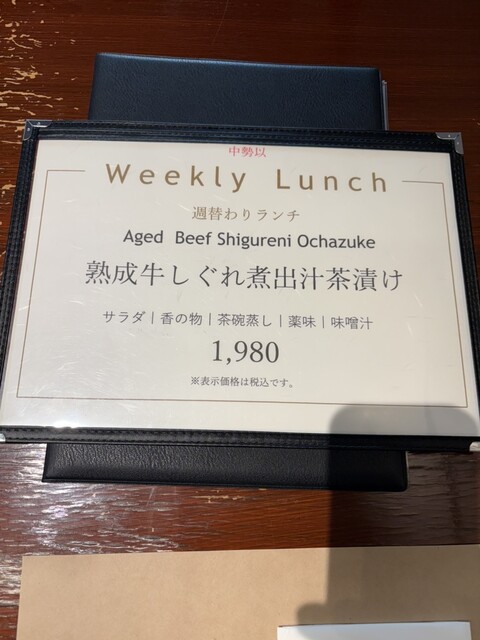 中勢以
Weekly Lunch
週替わりランチ
Aged Beef Shigureni Ochazuke
熟成牛しぐれ煮出汁茶漬け
サラダ｜香の物｜茶碗蒸し｜薬味｜味噌汁
1,980
※表示価格は税込です。